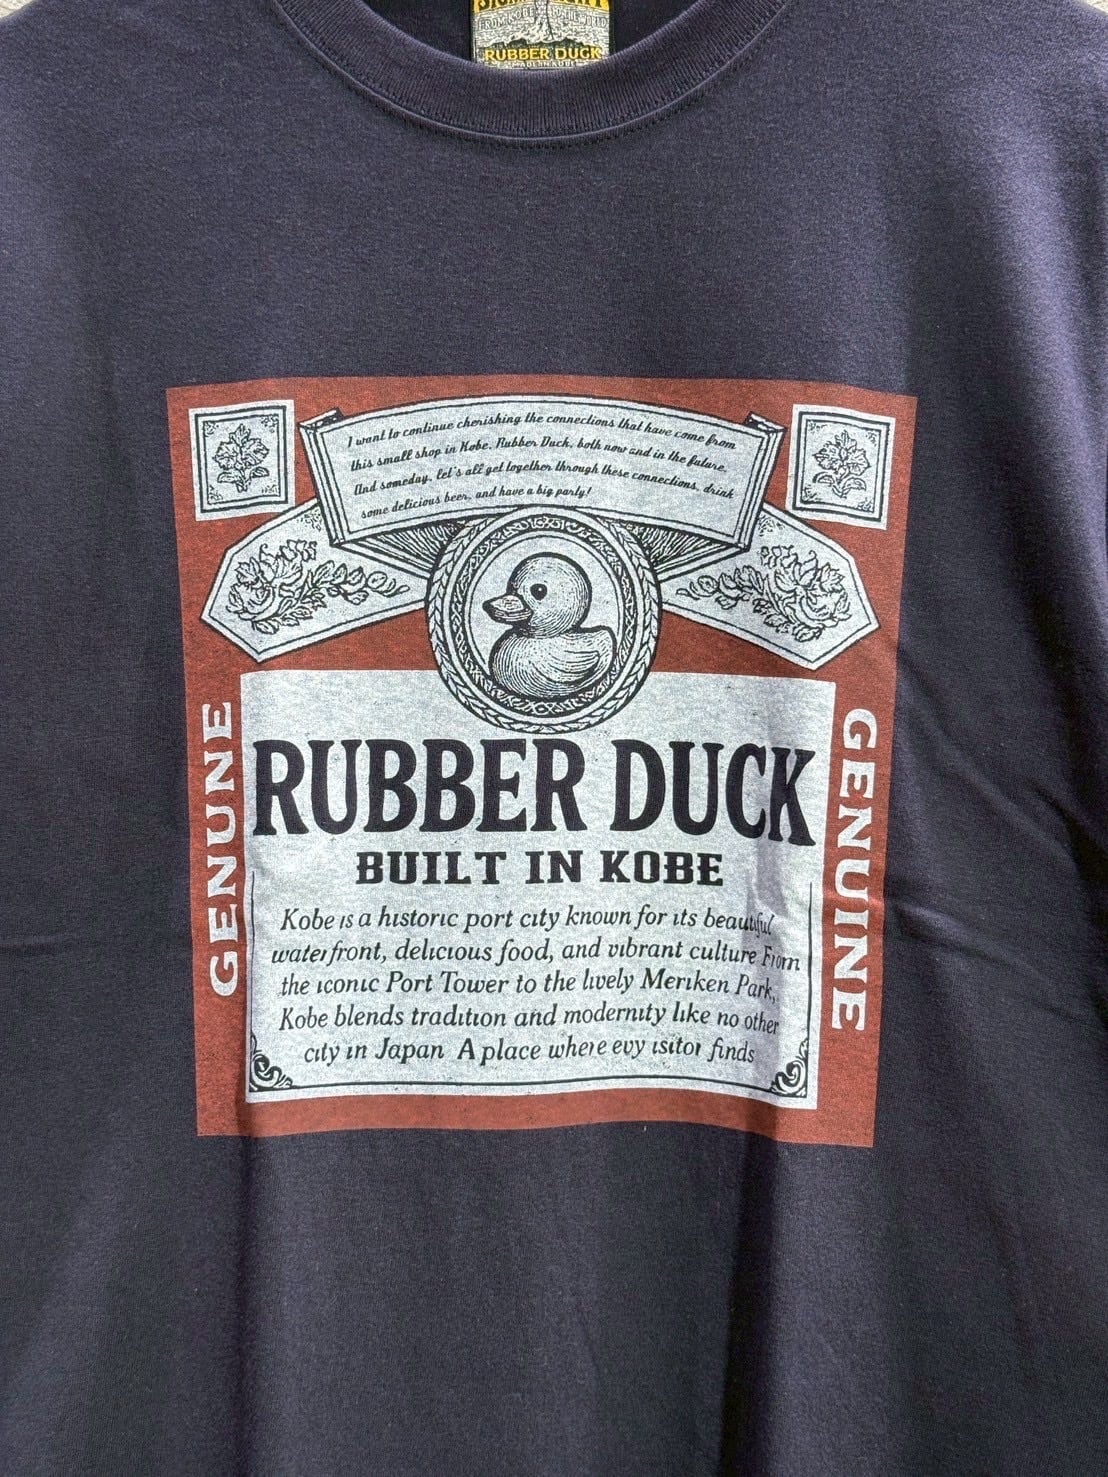 RUBBER DUCK
I want to continue cherishing the connections that have come from
this small shop in Kobe, Rubber Duck, both now and in the future.
And someday, let's all get together through these connections, drink
some delicious beer, and have a big party!
GENUINE
GENUINE
RUBBER DUCK
BUILT IN KOBE
Kobe is a historic port city known for its beautiful
waterfront, delicious food, and vibrant culture From
the iconic Port Tower to the lively Meriken Park,
Kobe blends tradition and modernity like no other
city in Japan A place where evy isitor finds